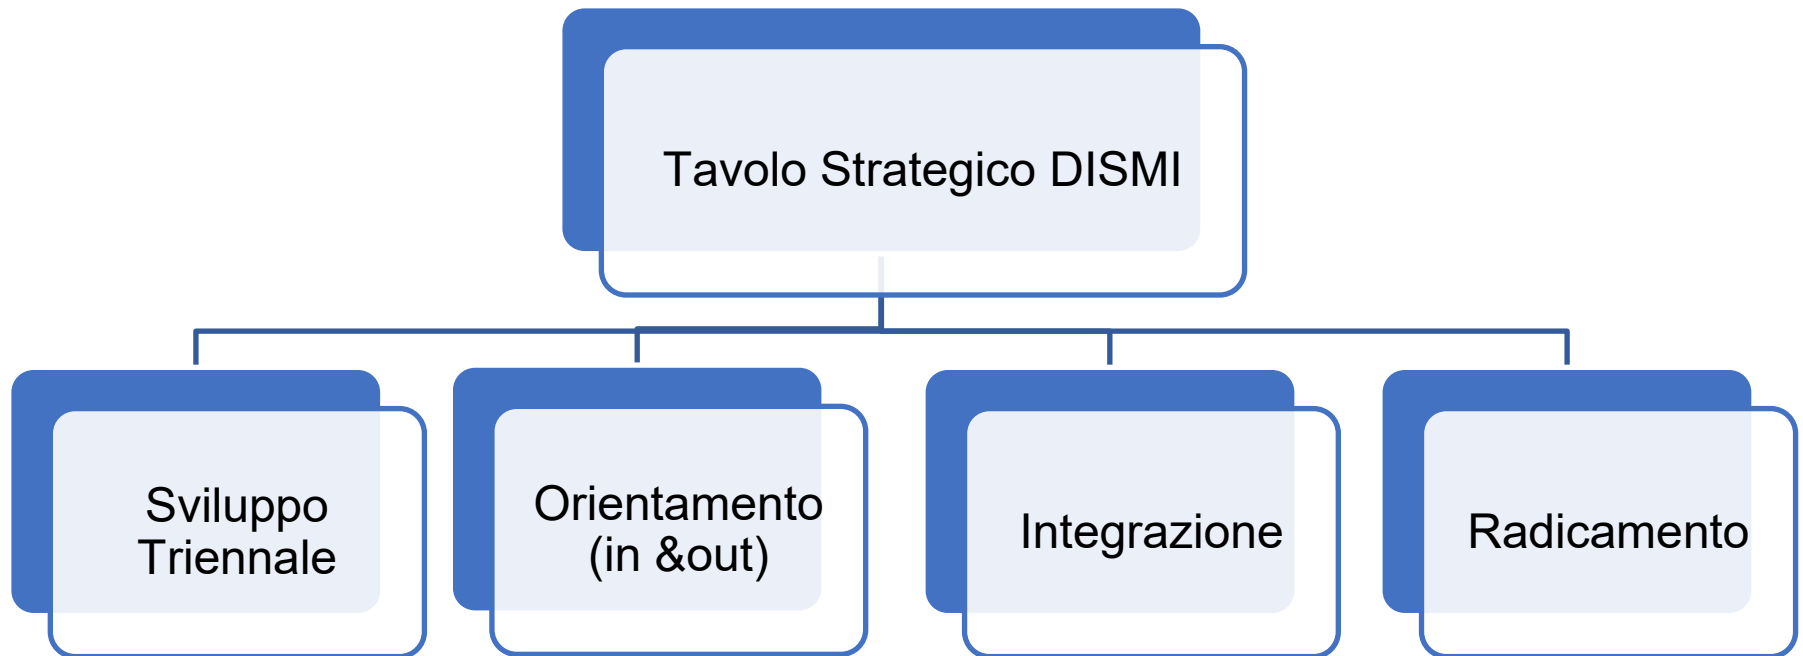 Tavolo Strategico DISMI
Sviluppo
Triennale
Orientamento
(in &out)
Integrazione
Radicamento